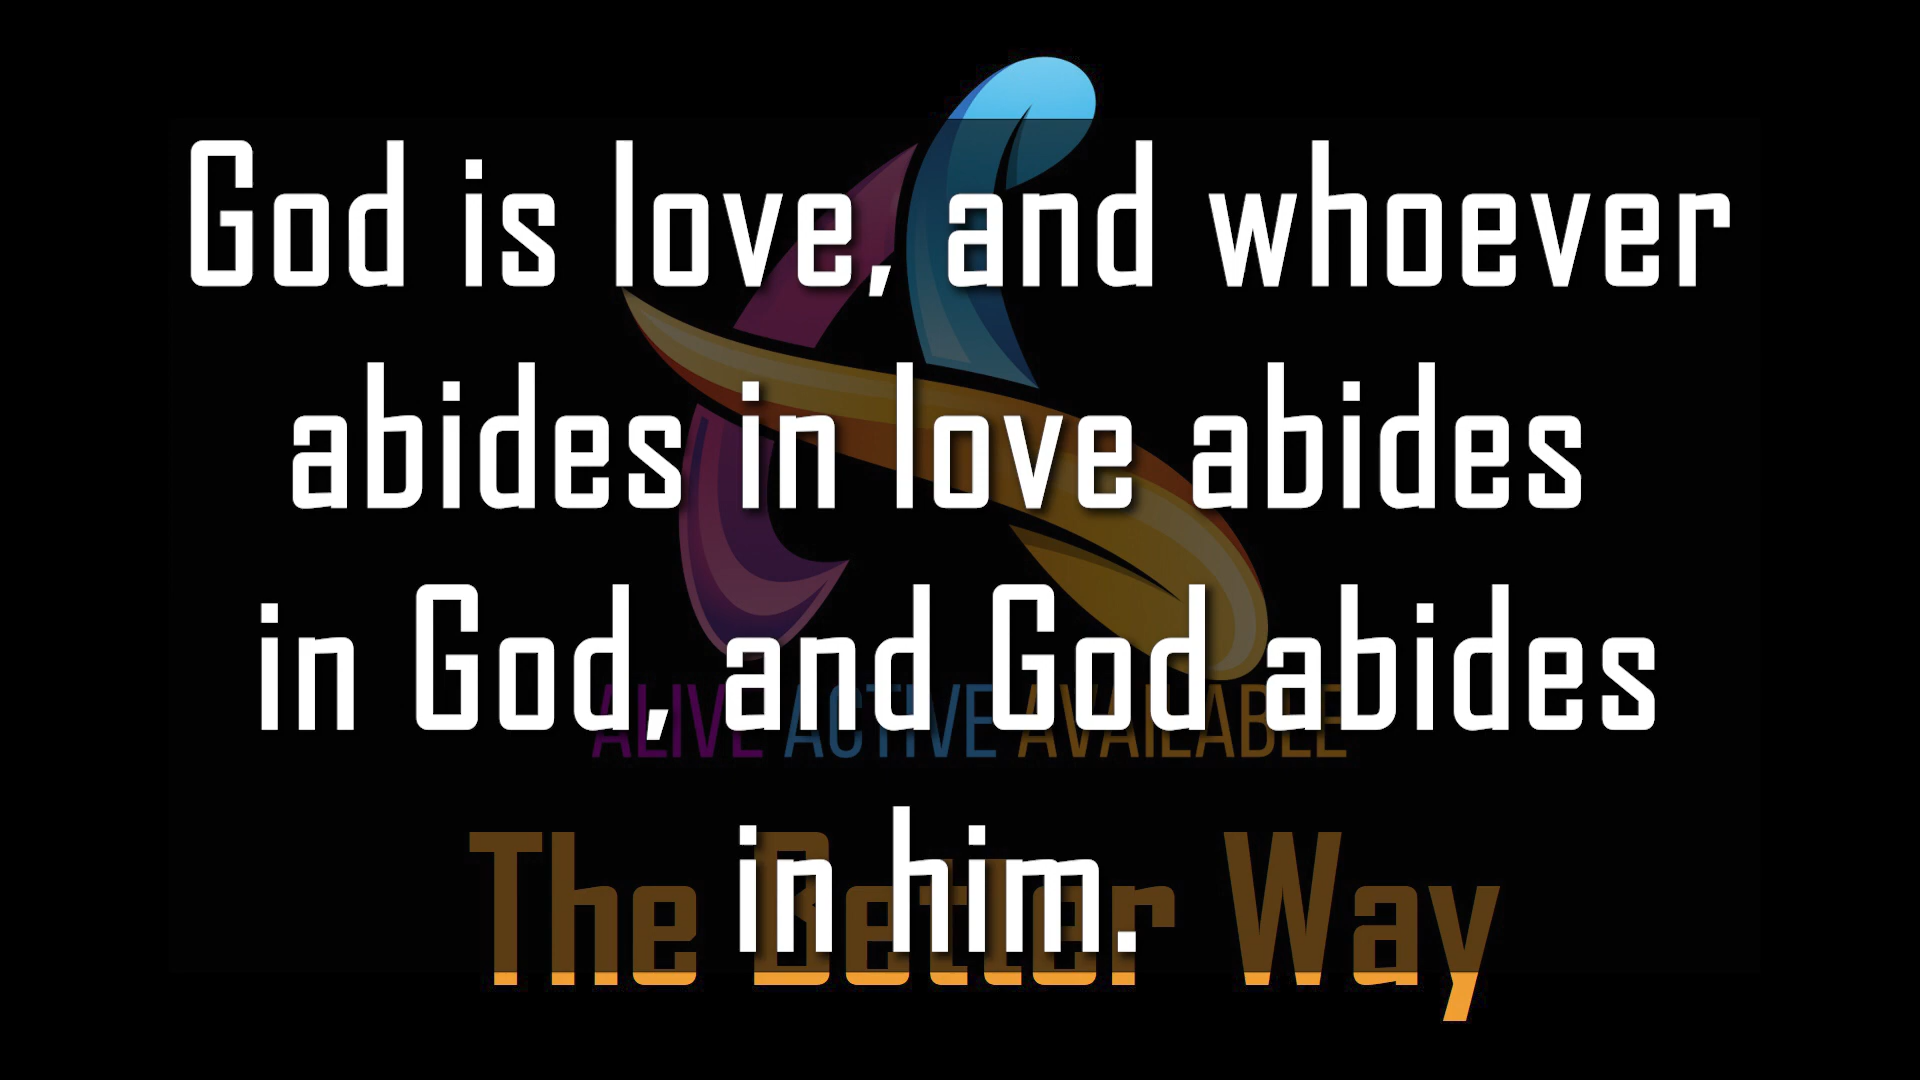 God is love, and whoever
abides in love abides
in God, and God abides
ALIVE ACTIVE AVAILABLE
in him.
The Better Way